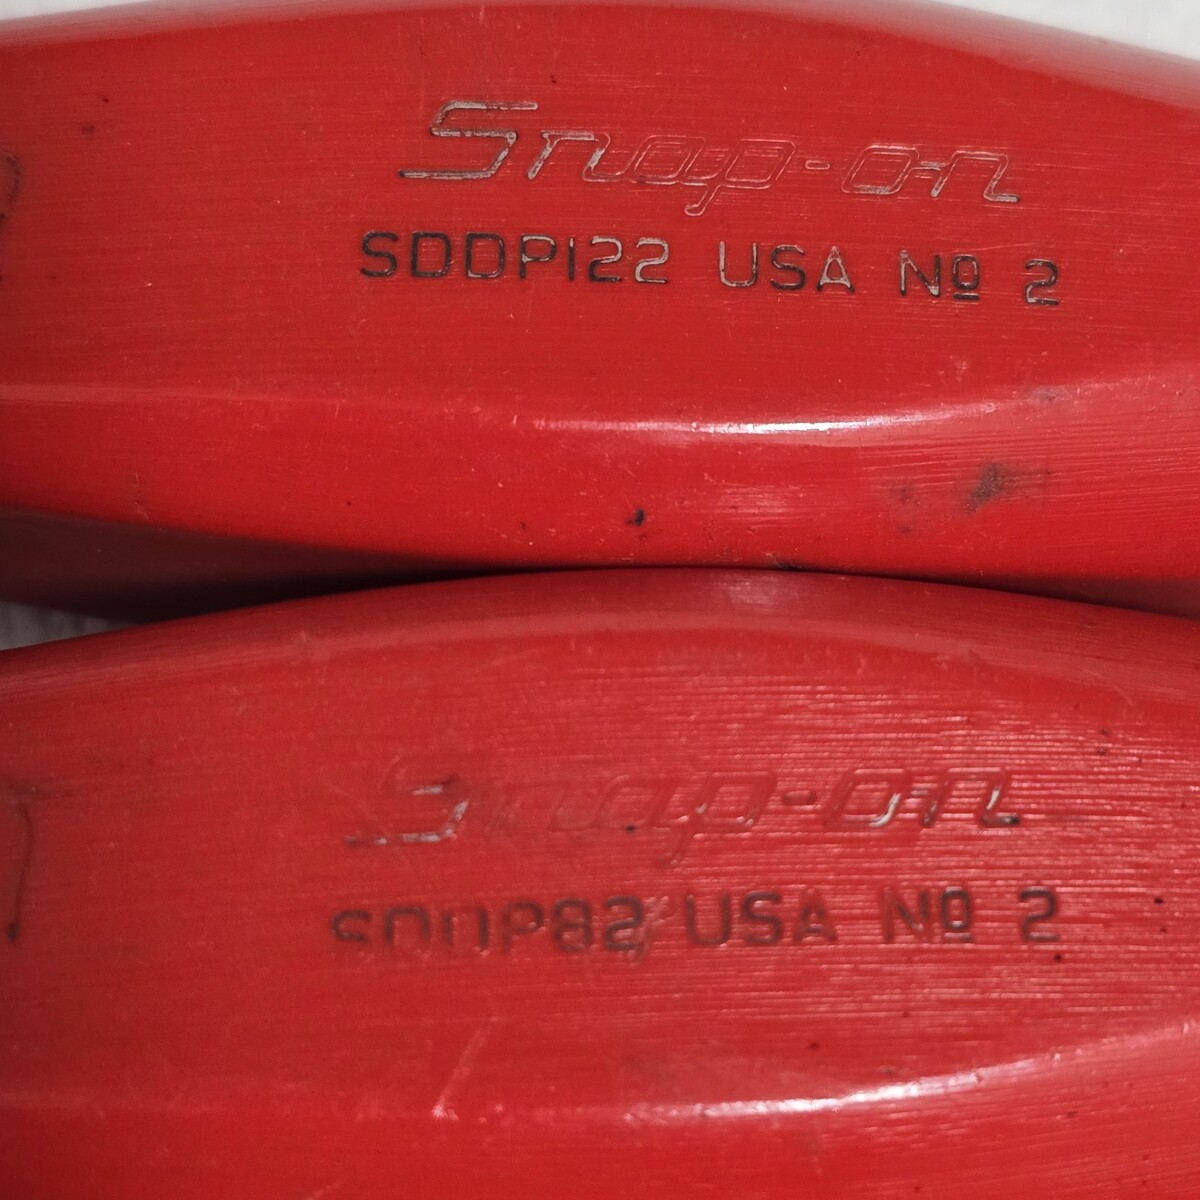 Snap-on
SDDP122 USA Nº 2
Snap-on
SDDP82 USA Nº 2